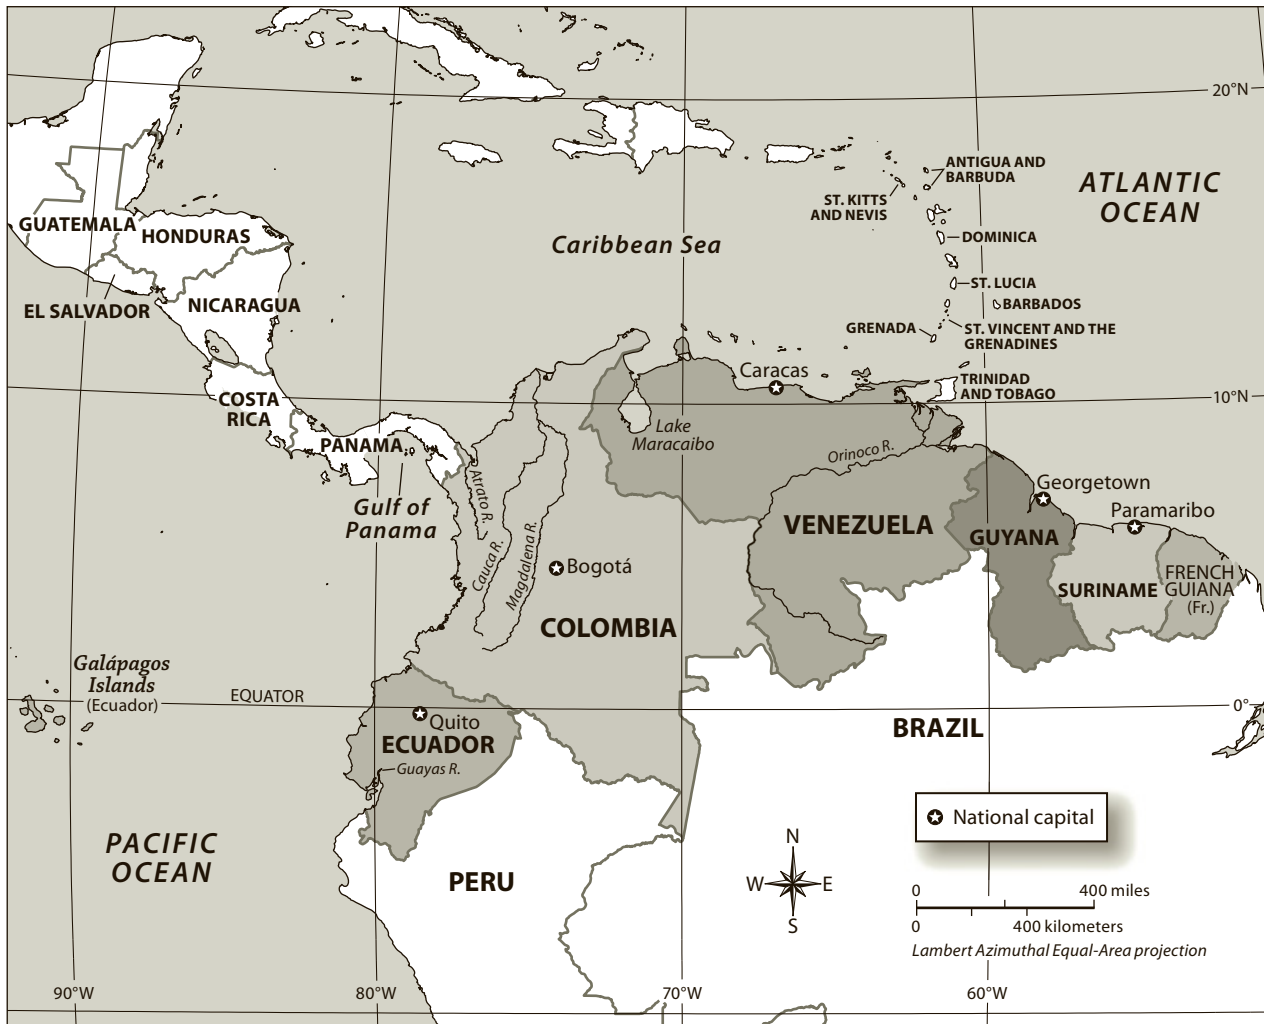 20°N
ANTIGUA AND
BARBUDA
ATLANTIC
OCEAN
ST. KITTS
AND NEVIS
GUATEMALA
HONDURAS
Caribbean Sea
DOMINICA
ST. LUCIA
EL SALVADOR
NICARAGUA
BARBADOS
GRENADA
ST. VINCENT AND THE
GRENADINES
Caracas
TRINIDAD
AND TOBAGO
COSTA
RICA
10°N
PANAMA
Lake
Maracaibo
Orinoco R.
Atrato R.
Gulf of
Panama
Georgetown
Paramaribo
VENEZUELA
GUYANA
Cauca R.
Magdalena R.
Bogotá
SURINAME
FRENCH
GUIANA
(Fr.)
COLOMBIA
Galápagos
Islands
(Ecuador)
EQUATOR
0°
Quito
ECUADOR
Guayas R.
BRAZIL
National capital
PACIFIC
OCEAN
PERU
N
W
E
S
0
400 miles
0
400 kilometers
Lambert Azimuthal Equal-Area projection
90°W
80°W
70°W
60°W